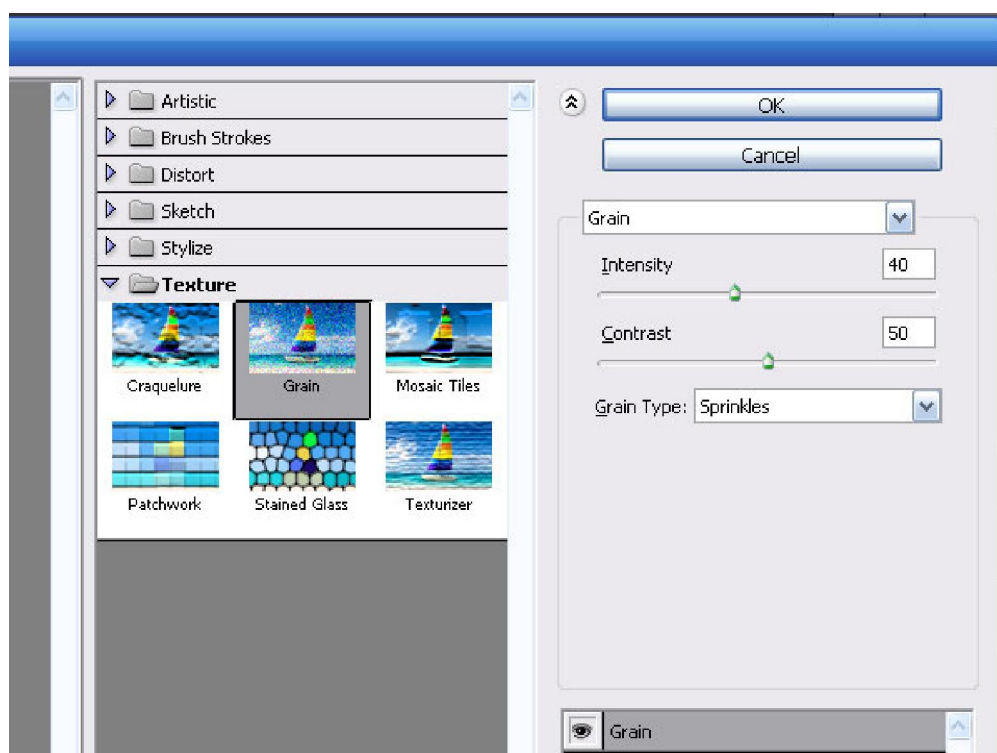 Artistic
Brush Strokes
Distort
Sketch
Stylize
Texture
Craquelure
Grain
Mosaic Tiles
Patchwork
Stained Glass
Texturizer
OK
Cancel
Grain
Intensity 40
Contrast 50
Grain Type: Sprinkles
Grain